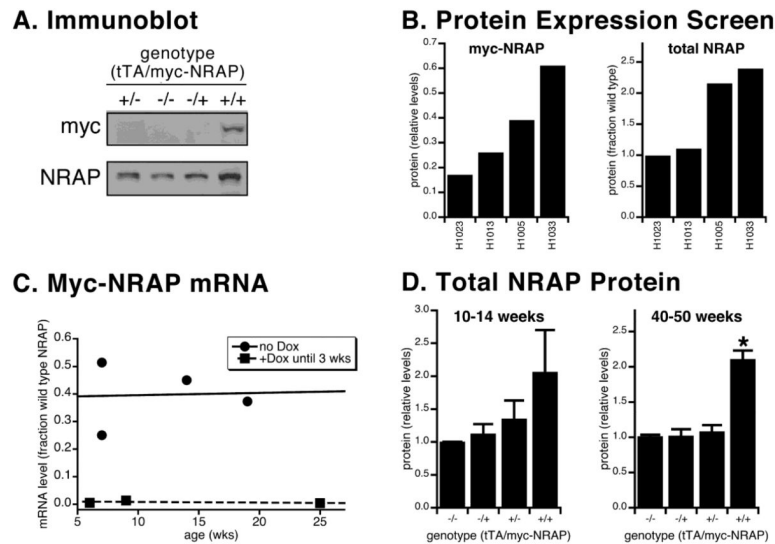 A. Immunoblot
genotype
(tTA/myc-NRAP)
+/- -/- -/+ +/+
myc
NRAP
B. Protein Expression Screen
myc-NRAP
protein (relative levels)
0.7
0.6
0.5
0.4
0.3
0.2
0.1
0.0
H1023
H1013
H1005
H1033
total NRAP
protein (fraction wild type)
2.5
2.0
1.5
1.0
0.5
0.0
H1023
H1013
H1005
H1033
C. Myc-NRAP mRNA
mRNA level (fraction wild type NRAP)
0.6
0.5
0.4
0.3
0.2
0.1
0.0
no Dox
+Dox until 3 wks
5 10 15 20 25
age (wks)
D. Total NRAP Protein
10-14 weeks
protein (relative levels)
3.0
2.5
2.0
1.5
1.0
0.5
0.0
-/- -/+ +/- +/+
genotype (tTA/myc-NRAP)
40-50 weeks
protein (relative levels)
2.5
2.0
1.5
1.0
0.5
0.0
*
-/- -/+ +/- +/+
genotype (tTA/myc-NRAP)